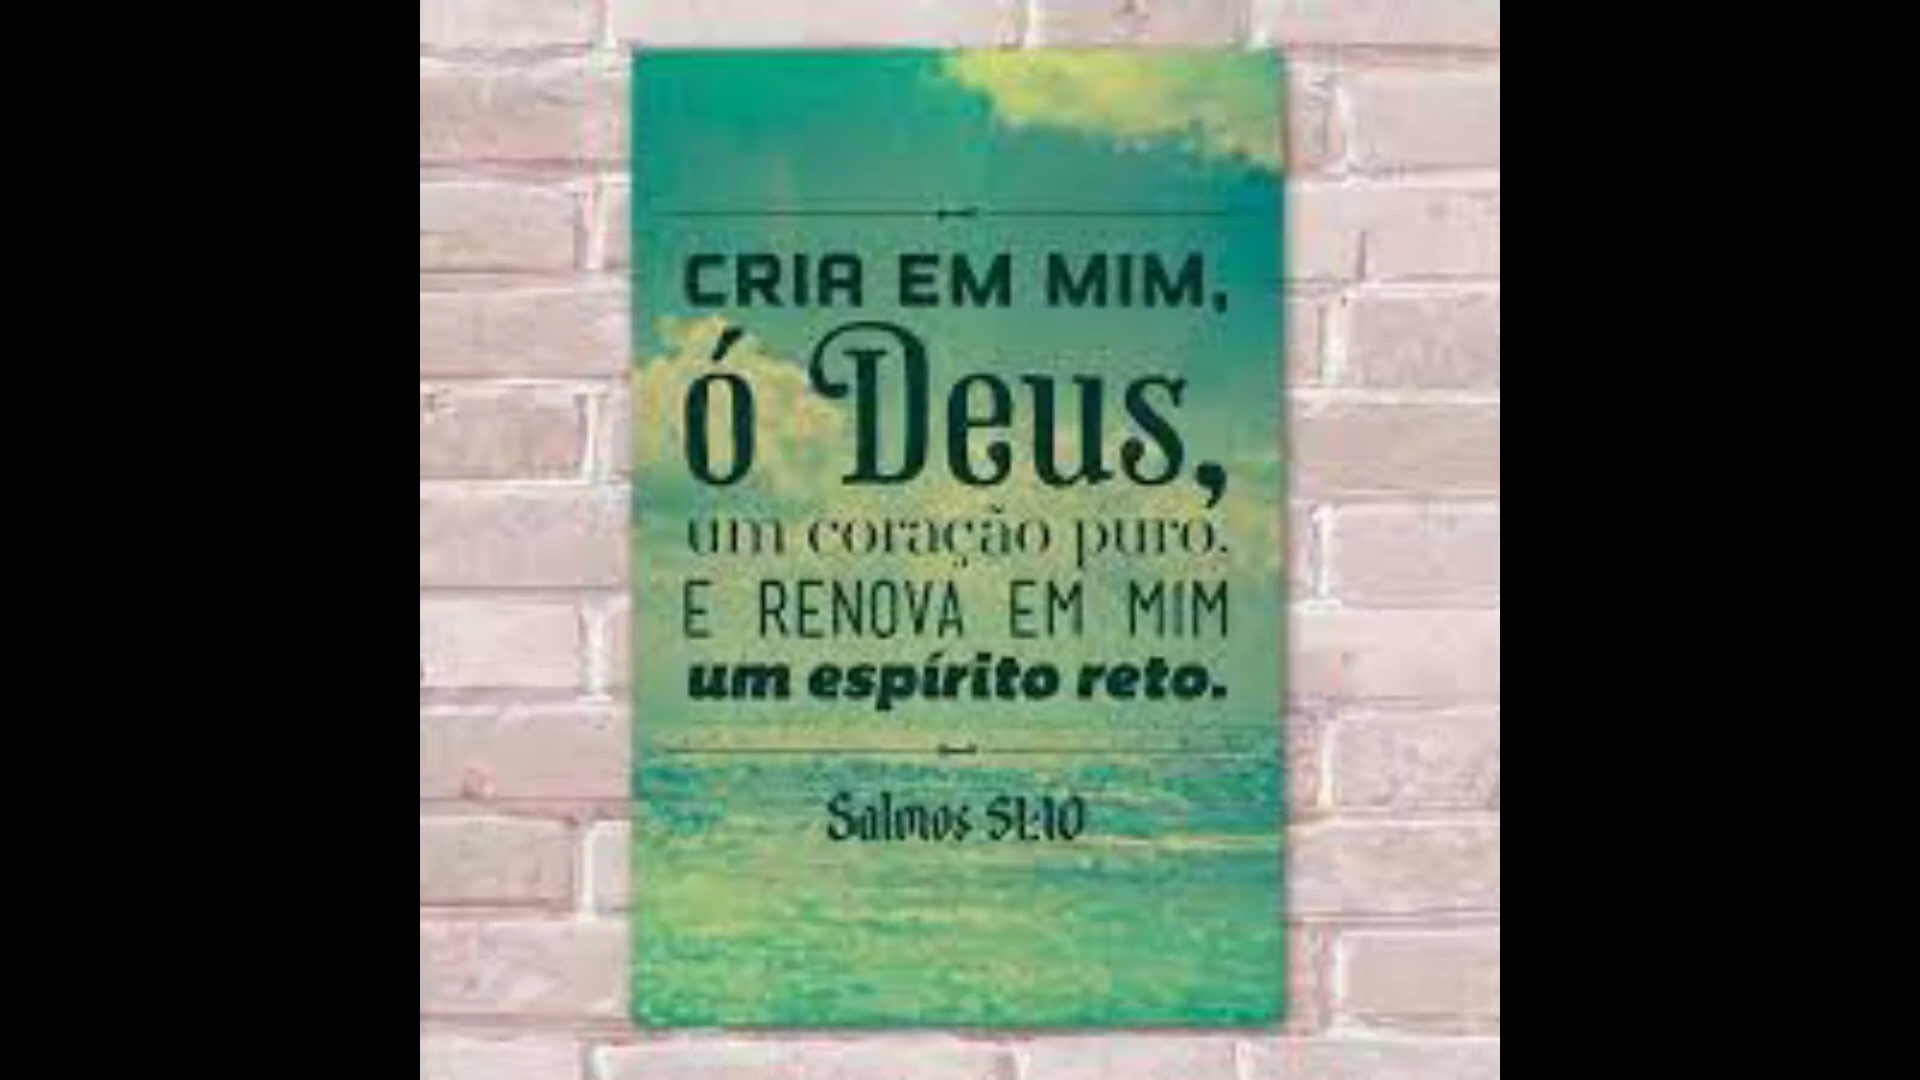 CRIA EM MIM,
ó Deus,
um coração puro,
E RENOVA EM MIM
um espírito reto.
Salmos 51:10